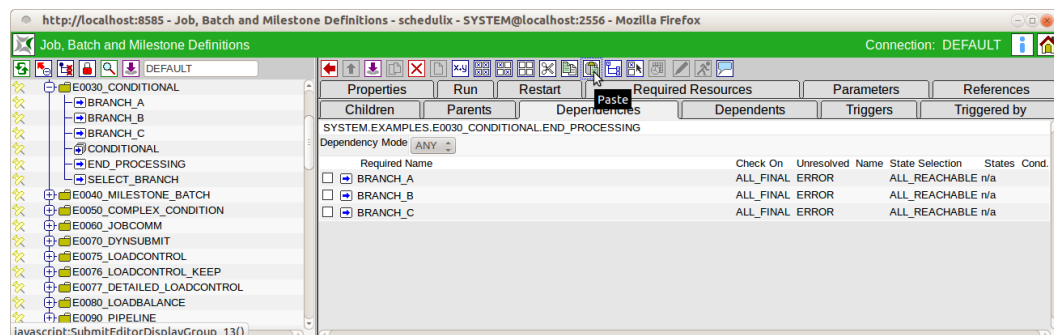 http://localhost:8585 - Job, Batch and Milestone Definitions - schedulix - SYSTEM@localhost:2556 - Mozilla Firefox
Job, Batch and Milestone Definitions
Connection: DEFAULT
DEFAULT
E0030_CONDITIONAL
BRANCH_A
BRANCH_B
BRANCH_C
CONDITIONAL
END_PROCESSING
SELECT_BRANCH
E0040_MILESTONE_BATCH
E0050_COMPLEX_CONDITION
E0060_JOBCOMM
E0070_DYNSUBMIT
E0075_LOADCONTROL
E0076_LOADCONTROL_KEEP
E0077_DETAILED_LOADCONTROL
E0080_LOADBALANCE
E0090_PIPELINE
javascript:SubmitEditorDisplayGroup_13()
x.y
Paste
Properties Run Restart Required Resources Parameters References
Children Parents Dependencies Dependents Triggers Triggered by
SYSTEM.EXAMPLES.E0030_CONDITIONAL.END_PROCESSING
Dependency Mode ANY
Required Name Check On Unresolved Name State Selection States Cond.
BRANCH_A ALL_FINAL ERROR ALL_REACHABLE n/a
BRANCH_B ALL_FINAL ERROR ALL_REACHABLE n/a
BRANCH_C ALL_FINAL ERROR ALL_REACHABLE n/a